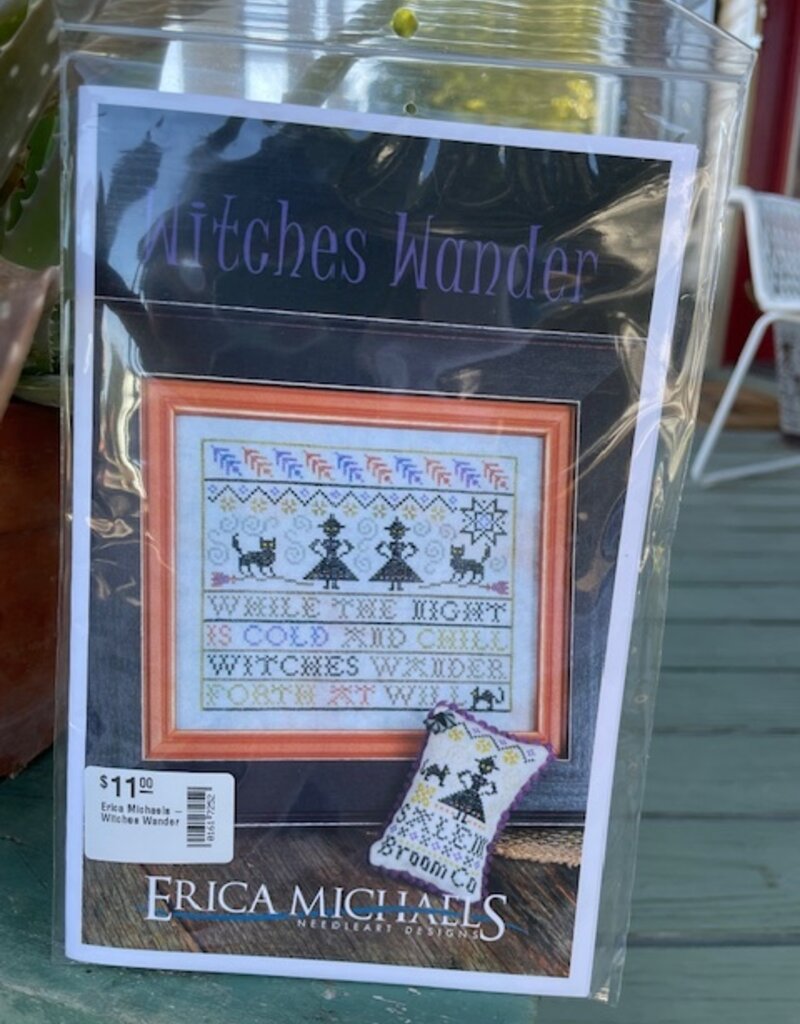 Witches Wander
WHILE THE NIGHT
IS COLD AND CHILL
WITCHES WANDER
FORTH AT WILL
SALEM
Broom Co
$11.00
Erica Michaels -
Witches Wander
ERICA MICHAELS
NEEDLEART DESIGNS